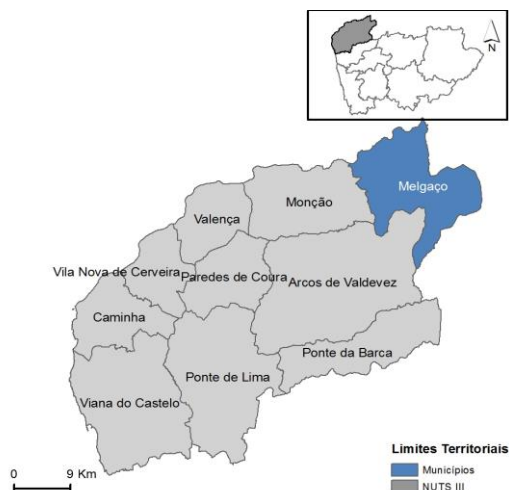 N
Melgaço
Monção
Valença
Vila Nova de Cerveira
Paredes de Coura
Arcos de Valdevez
Caminha
Ponte da Barca
Ponte de Lima
Viana do Castelo
Limites Territoriais
Municípios
NUTS III
0 9 Km